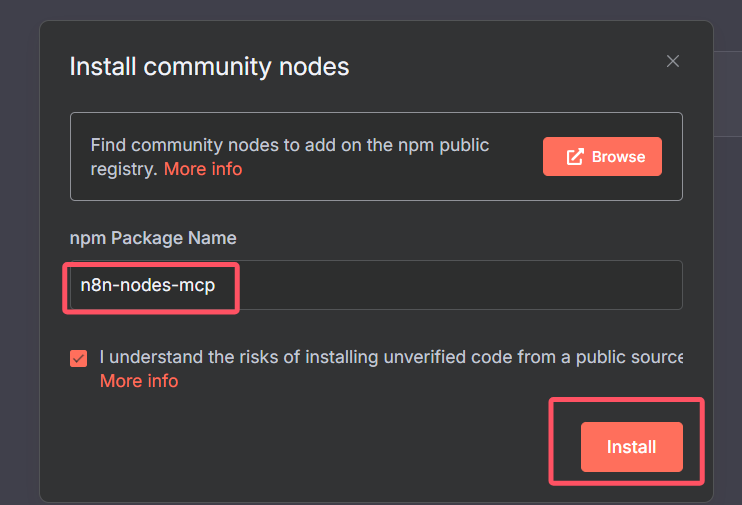 Install community nodes
Find community nodes to add on the npm public
registry. More info
Browse
npm Package Name
n8n-nodes-mcp
I understand the risks of installing unverified code from a public source
More info
Install